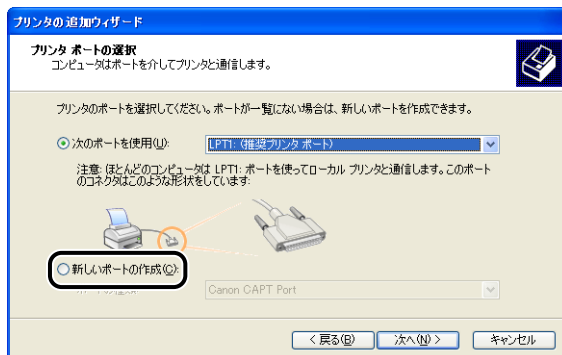 プリンタの追加ウィザード
プリンタ ポートの選択
コンピュータはポートを介してプリンタと通信します。
プリンタのポートを選択してください。ポートが一覧にない場合は、新しいポートを作成できます。
次のポートを使用(U):
LPT1: (推奨プリンタ ポート)
注意: ほとんどのコンピュータは LPT1: ポートを使ってローカル プリンタと通信します。このポート
のコネクタはこのような形状をしています:
新しいポートの作成(C):
Canon CAPT Port
< 戻る(B)
次へ(N) >
キャンセル